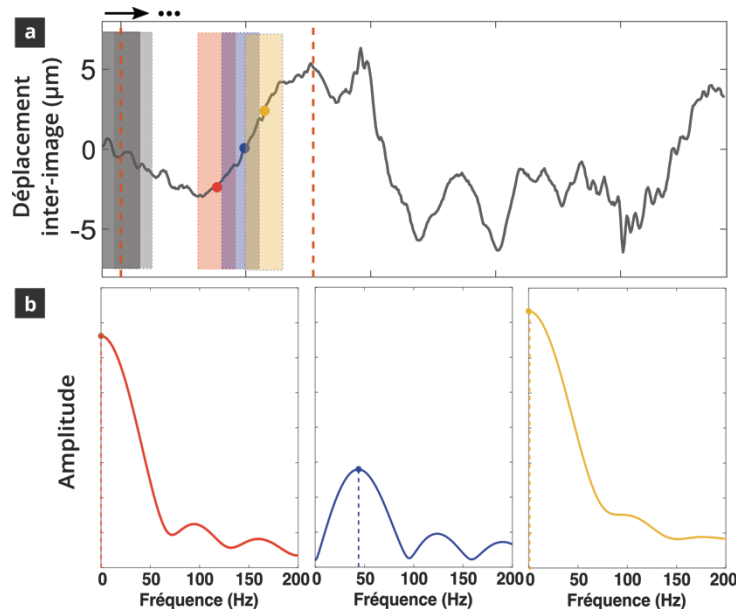 a
Déplacement
inter-image (μm)
5
0
-5
b
Amplitude
0 50 100 150 200
0 50 100 150 200
0 50 100 150 200
Fréquence (Hz)
Fréquence (Hz)
Fréquence (Hz)